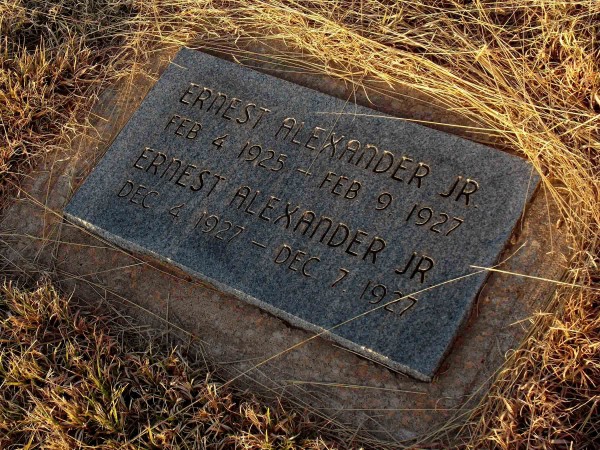 ERNEST ALEXANDER JR.
FEB 4 1925 – FEB 9 1927
ERNEST ALEXANDER JR
DEC 4 1927 – DEC 7 1927